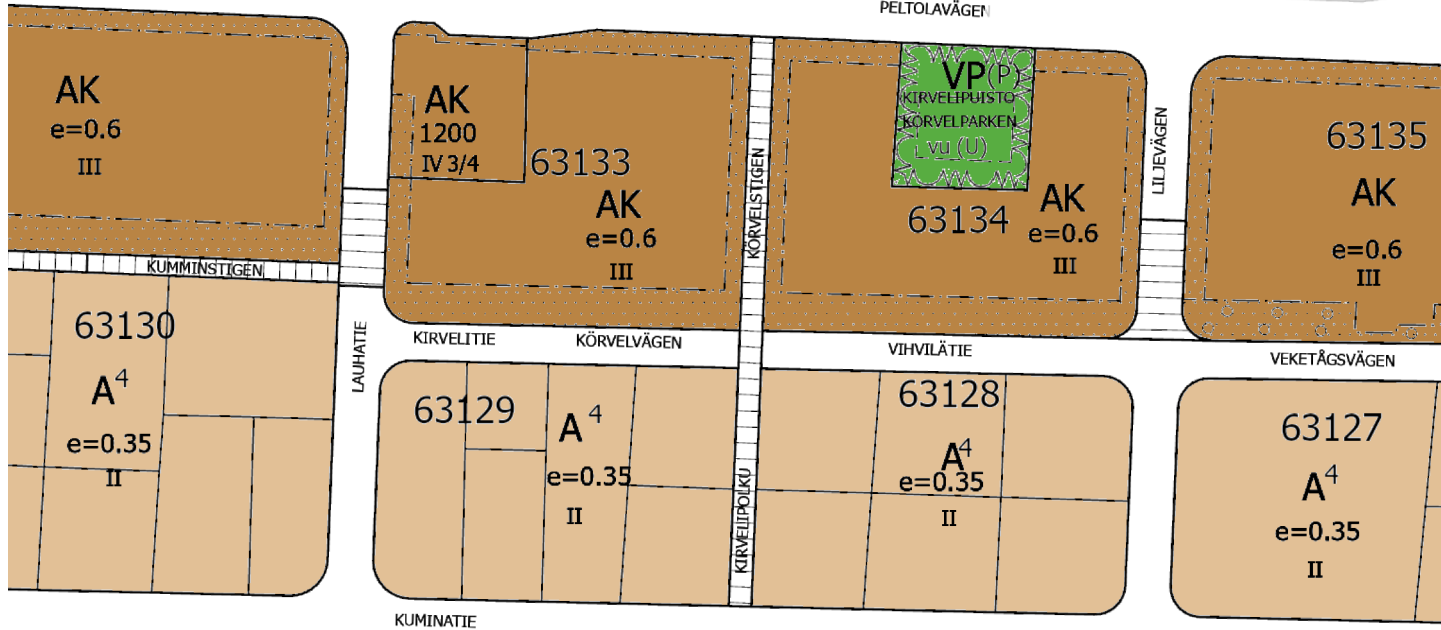 PELTOLAVÄGEN
AK
e=0.6
III
AK
1200
IV 3/4
63133
AK
e=0.6
III
KÖRVELSTIGEN
VP(P)
KIRVELIPUISTO
KÖRVELPARKEN
vu (U)
63134
AK
e=0.6
III
LILJEVÄGEN
63135
AK
e=0.6
III
KUMMINSTIGEN
63130
A4
e=0.35
II
LAUHATIE
KIRVELITIE
KÖRVELVÄGEN
VIHVILÄTIE
VEKETÅGSVÄGEN
63129
A 4
e=0.35
II
KIRVELIPOLKU
63128
A4
e=0.35
II
63127
A4
e=0.35
II
KUMINATIE